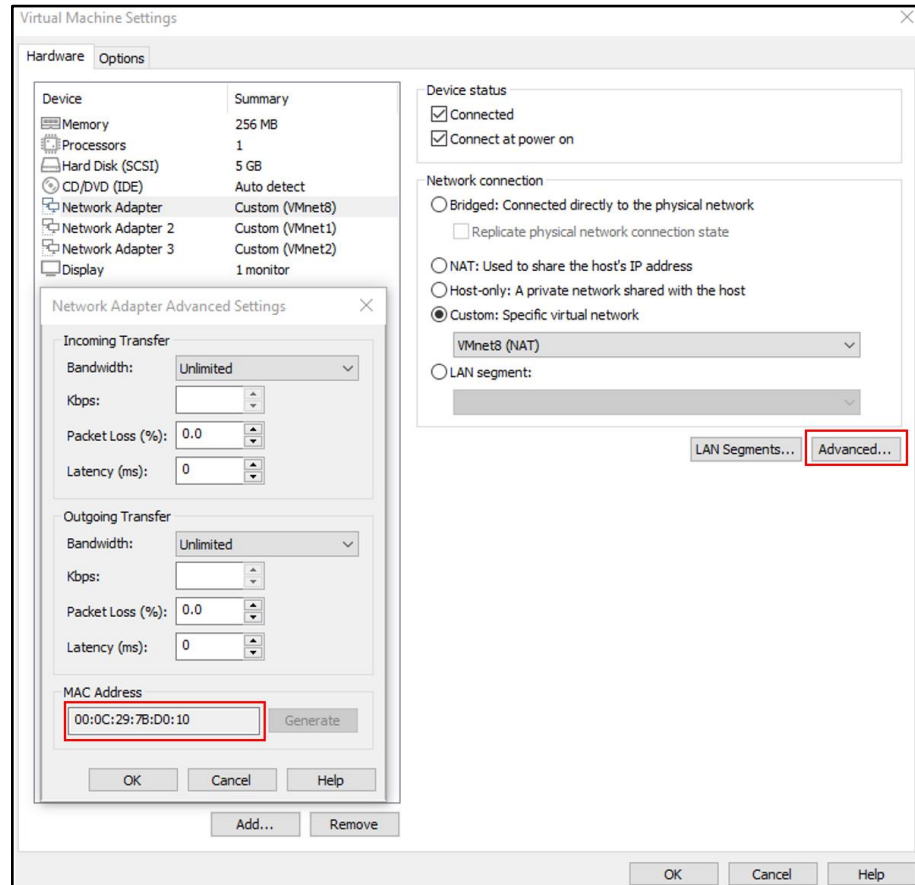 Virtual Machine Settings
Hardware Options
Device Summary
Memory 256 MB
Processors 1
Hard Disk (SCSI) 5 GB
CD/DVD (IDE) Auto detect
Network Adapter Custom (VMnet8)
Network Adapter 2 Custom (VMnet1)
Network Adapter 3 Custom (VMnet2)
Display 1 monitor
Network Adapter Advanced Settings
Incoming Transfer
Bandwidth: Unlimited
Kbps:
Packet Loss (%): 0.0
Latency (ms): 0
Outgoing Transfer
Bandwidth: Unlimited
Kbps:
Packet Loss (%): 0.0
Latency (ms): 0
MAC Address
00:0C:29:7B:D0:10 Generate
OK Cancel Help
Add... Remove
Device status
Connected
Connect at power on
Network connection
Bridged: Connected directly to the physical network
Replicate physical network connection state
NAT: Used to share the host's IP address
Host-only: A private network shared with the host
Custom: Specific virtual network
VMnet8 (NAT)
LAN segment:
LAN Segments... Advanced...
OK Cancel Help